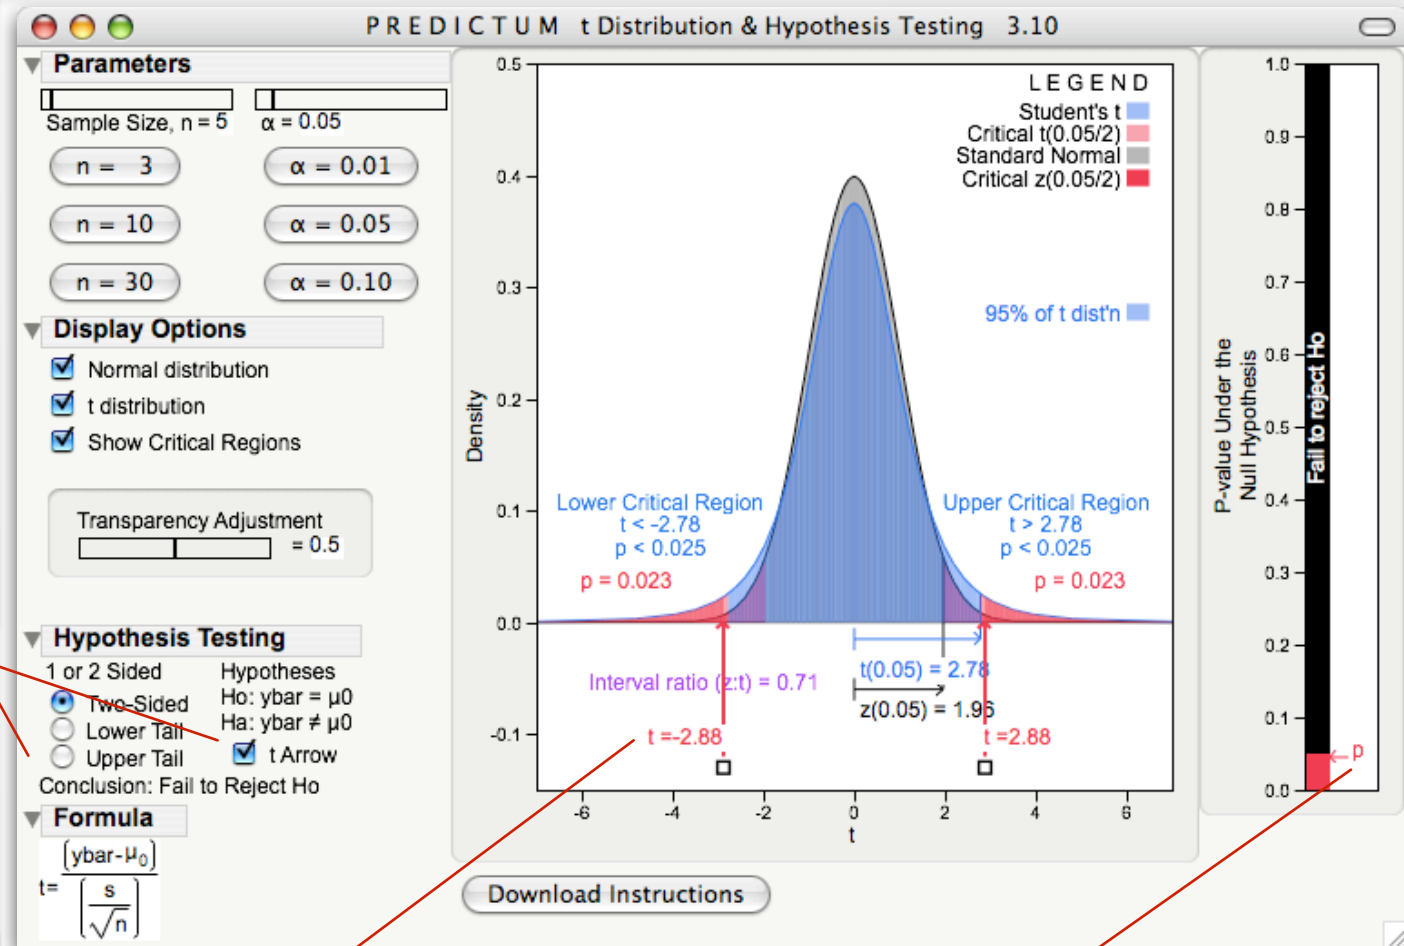 PREDICTUM t Distribution & Hypothesis Testing 3.10
Parameters
Sample Size, n = 5 α = 0.05
n = 3 α = 0.01
n = 10 α = 0.05
n = 30 α = 0.10
Display Options
Normal distribution
t distribution
Show Critical Regions
Transparency Adjustment
= 0.5
Hypothesis Testing
1 or 2 Sided
Two-Sided
Lower Tail
Upper Tail
Hypotheses
Ho: ybar = µ0
Ha: ybar ≠ µ0
t Arrow
Conclusion: Fail to Reject Ho
Formula
t= (ybar-µ0) / (s/√n)
LEGEND
Student's t
Critical t(0.05/2)
Standard Normal
Critical z(0.05/2)
95% of t dist'n
Density
0.5
0.4
0.3
0.2
0.1
0.0
-0.1
Lower Critical Region
t < -2.78
p < 0.025
p = 0.023
Upper Critical Region
t > 2.78
p < 0.025
p = 0.023
Interval ratio (z:t) = 0.71
t(0.05) = 2.78
z(0.05) = 1.96
t =-2.88
t =2.88
-6 -4 -2 0 2 4 6
t
Download Instructions
P-value Under the
Null Hypothesis
1.0
0.9
0.8
0.7
0.6
0.5
0.4
0.3
0.2
0.1
0.0
Fail to reject Ho
p